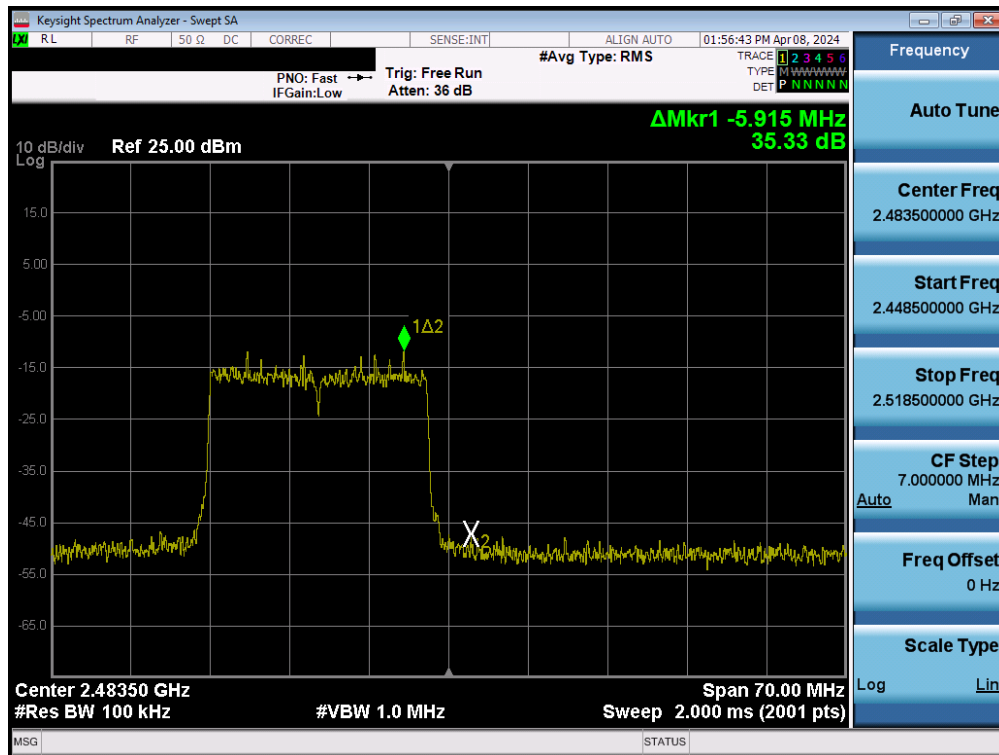 Keysight Spectrum Analyzer - Swept SA
LXI RL RF 50 Ω DC CORREC SENSE:INT ALIGN AUTO 01:56:43 PM Apr 08, 2024
#Avg Type: RMS
TRACE 1 2 3 4 5 6
PNO: Fast Trig: Free Run TYPE M WWWWW
IFGain:Low Atten: 36 dB DET P N N N N N
ΔMkr1 -5.915 MHz
35.33 dB
10 dB/div Ref 25.00 dBm
Log
15.0
5.00
-5.00
1Δ2
-15.0
-25.0
-35.0
-45.0
X2
-55.0
-65.0
Center 2.48350 GHz Span 70.00 MHz
#Res BW 100 kHz #VBW 1.0 MHz Sweep 2.000 ms (2001 pts)
MSG STATUS
Frequency
Auto Tune
Center Freq
2.483500000 GHz
Start Freq
2.448500000 GHz
Stop Freq
2.518500000 GHz
CF Step
7.000000 MHz
Auto Man
Freq Offset
0 Hz
Scale Type
Log Lin